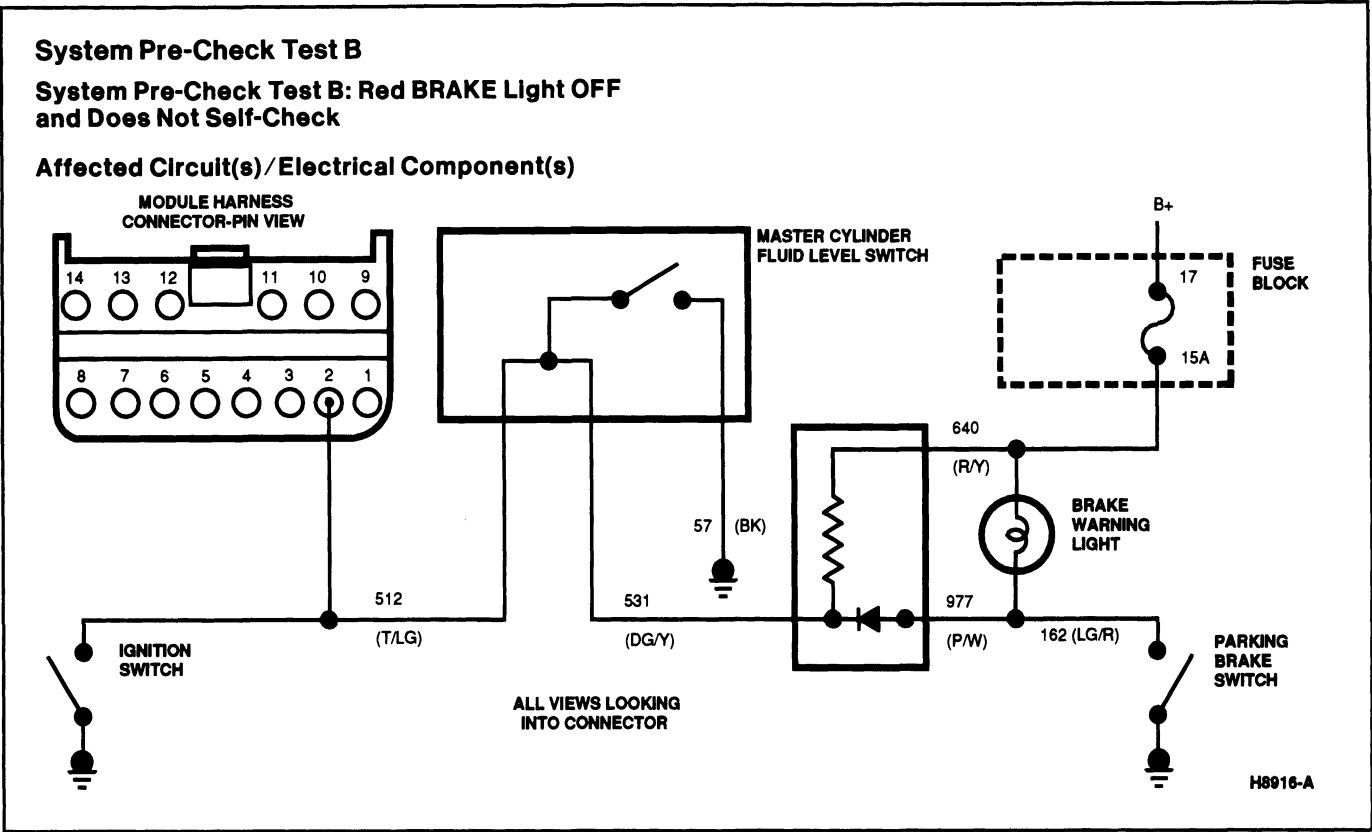 System Pre-Check Test B
System Pre-Check Test B: Red BRAKE Light OFF
and Does Not Self-Check
Affected Circuit(s)/Electrical Component(s)
MODULE HARNESS
CONNECTOR-PIN VIEW
14 13 12 11 10 9
8 7 6 5 4 3 2 1
MASTER CYLINDER
FLUID LEVEL SWITCH
B+
17
15A
FUSE
BLOCK
640
(R/Y)
BRAKE
WARNING
LIGHT
57 (BK)
512
(T/LG)
531
(DG/Y)
977
(P/W)
162 (LG/R)
IGNITION
SWITCH
PARKING
BRAKE
SWITCH
ALL VIEWS LOOKING
INTO CONNECTOR
H8916-A